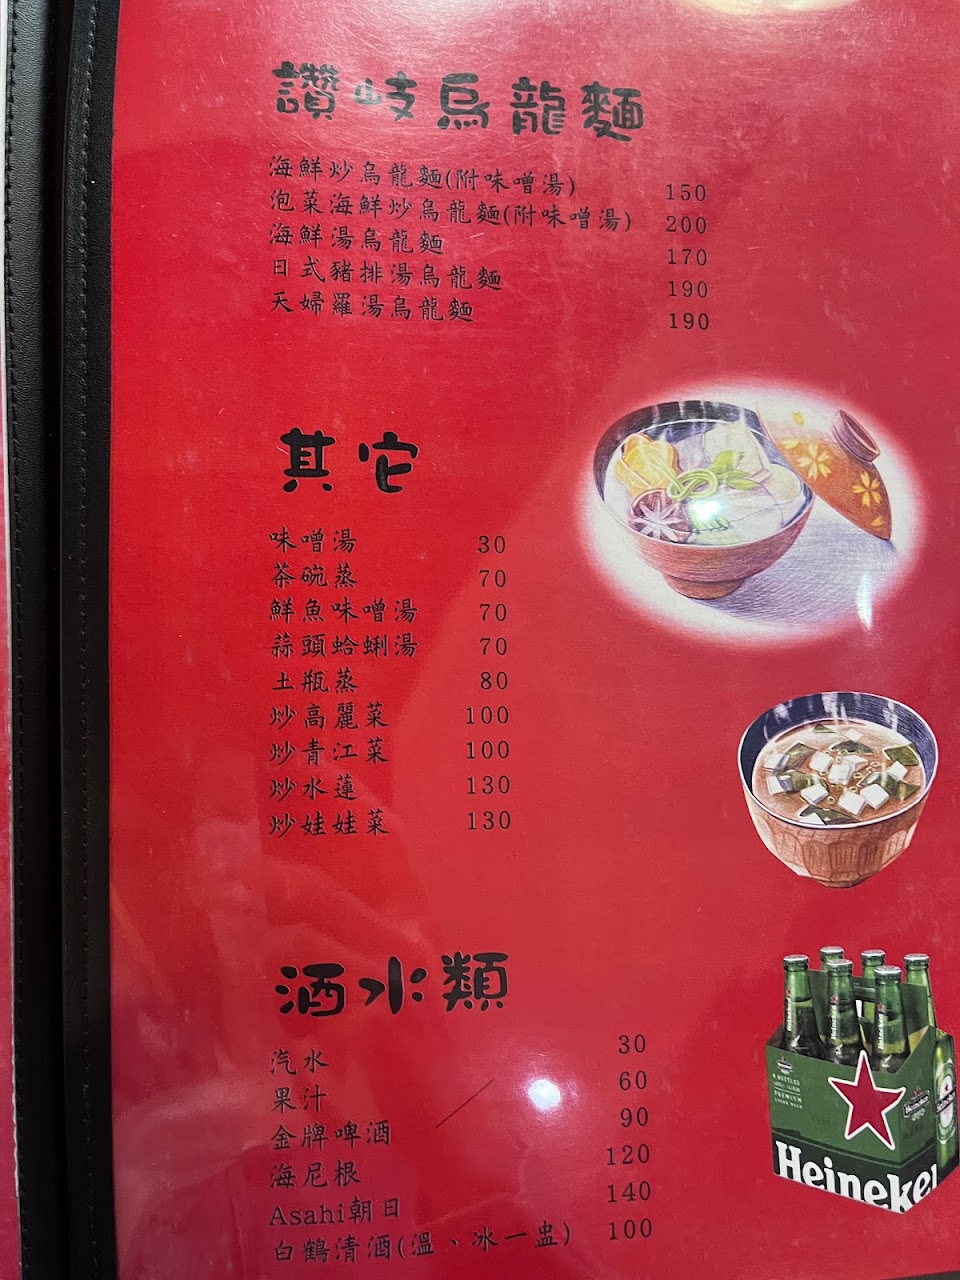 讚岐烏龍麵
海鮮炒烏龍麵(附味噌湯) 150
泡菜海鮮炒烏龍麵(附味噌湯) 200
海鮮湯烏龍麵 170
日式豬排湯烏龍麵 190
天婦羅湯烏龍麵 190
其它
味噌湯 30
茶碗蒸 70
鮮魚味噌湯 70
蒜頭蛤蜊湯 70
土瓶蒸 80
炒高麗菜 100
炒青江菜 100
炒水蓮 130
炒娃娃菜 130
酒水類
汽水 30
果汁 60
金牌啤酒 90
海尼根 120
Asahi朝日 140
白鶴清酒(溫、冰一盅) 100
Heineken